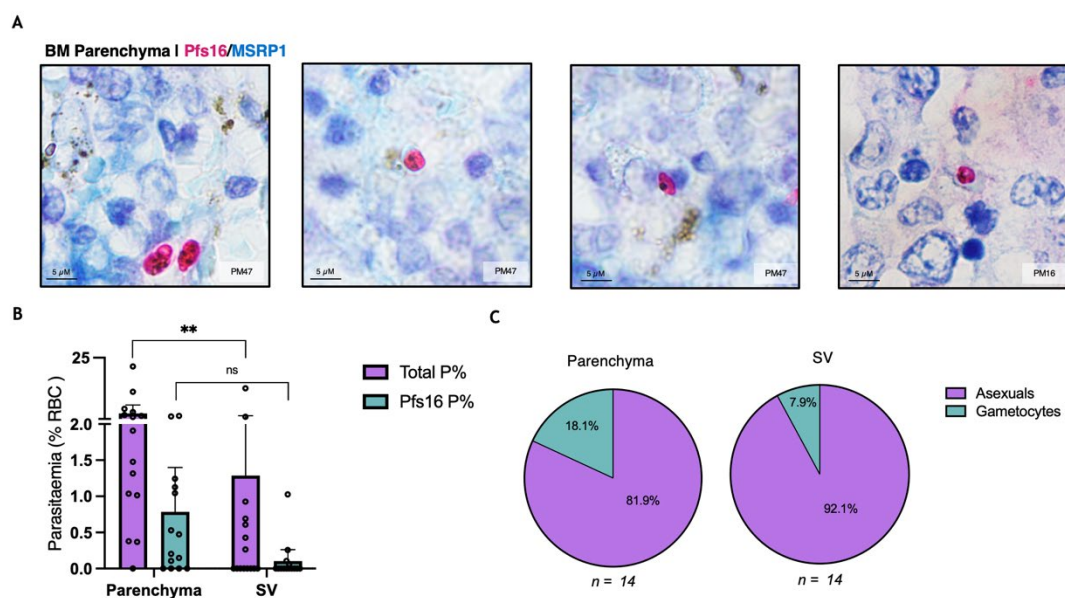 A
BM Parenchyma | Pfs16/MSRP1
5 µM
PM47
5 µM
PM47
5 µM
PM47
5 µM
PM16
B
**
ns
25
2.0
1.5
1.0
0.5
0.0
Parasitaemia (% RBC )
Parenchyma
SV
Total P%
Pfs16 P%
C
Parenchyma
SV
18.1%
81.9%
7.9%
92.1%
n = 14
n = 14
Asexuals
Gametocytes